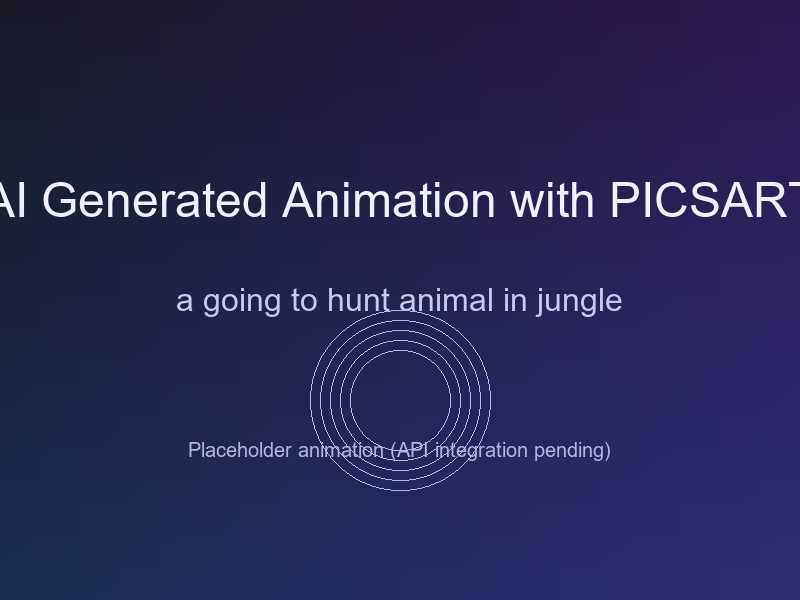 AI Generated Animation with PICSART
a going to hunt animal in jungle
Placeholder animation (API integration pending)